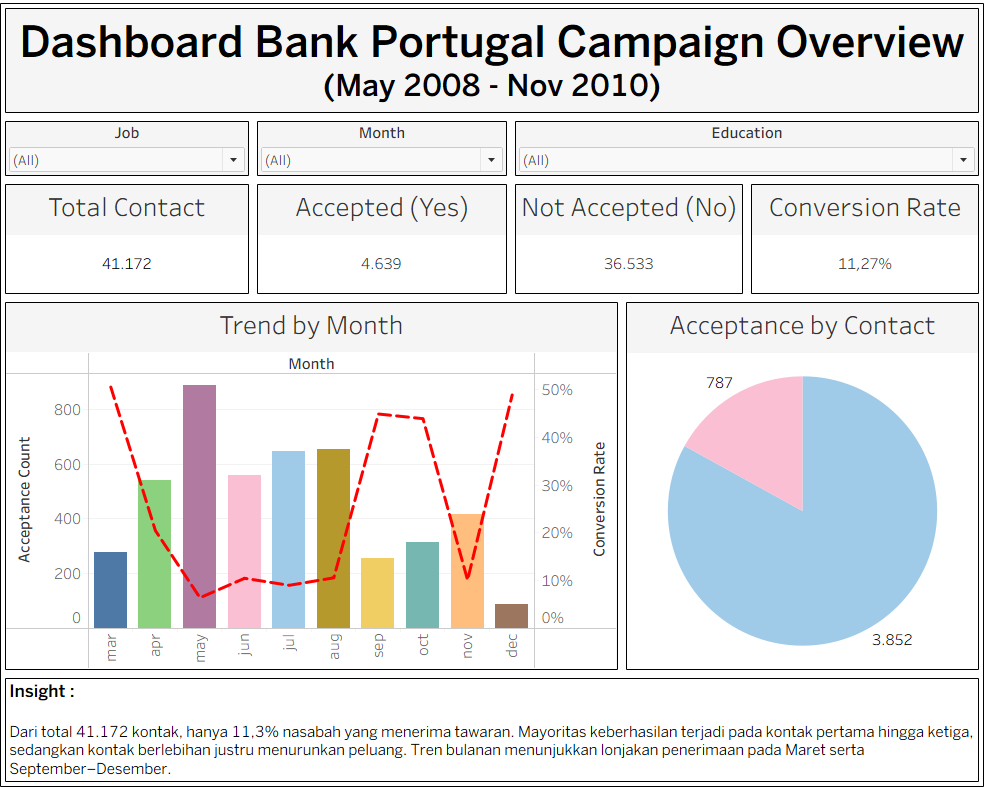 Dashboard Bank Portugal Campaign Overview
(May 2008 - Nov 2010)
Job
Month
Education
(All)
(All)
(All)
Total Contact
Accepted (Yes)
Not Accepted (No)
Conversion Rate
41.172
4.639
36.533
11,27%
Trend by Month
Month
Acceptance Count
800
600
400
200
0
50%
40%
30%
20%
10%
0%
Conversion Rate
mar
apr
may
jun
jul
aug
sep
oct
nov
dec
Acceptance by Contact
787
3.852
Insight :
Dari total 41.172 kontak, hanya 11,3% nasabah yang menerima tawaran. Mayoritas keberhasilan terjadi pada kontak pertama hingga ketiga,
sedangkan kontak berlebihan justru menurunkan peluang. Tren bulanan menunjukkan lonjakan penerimaan pada Maret serta
September–Desember.